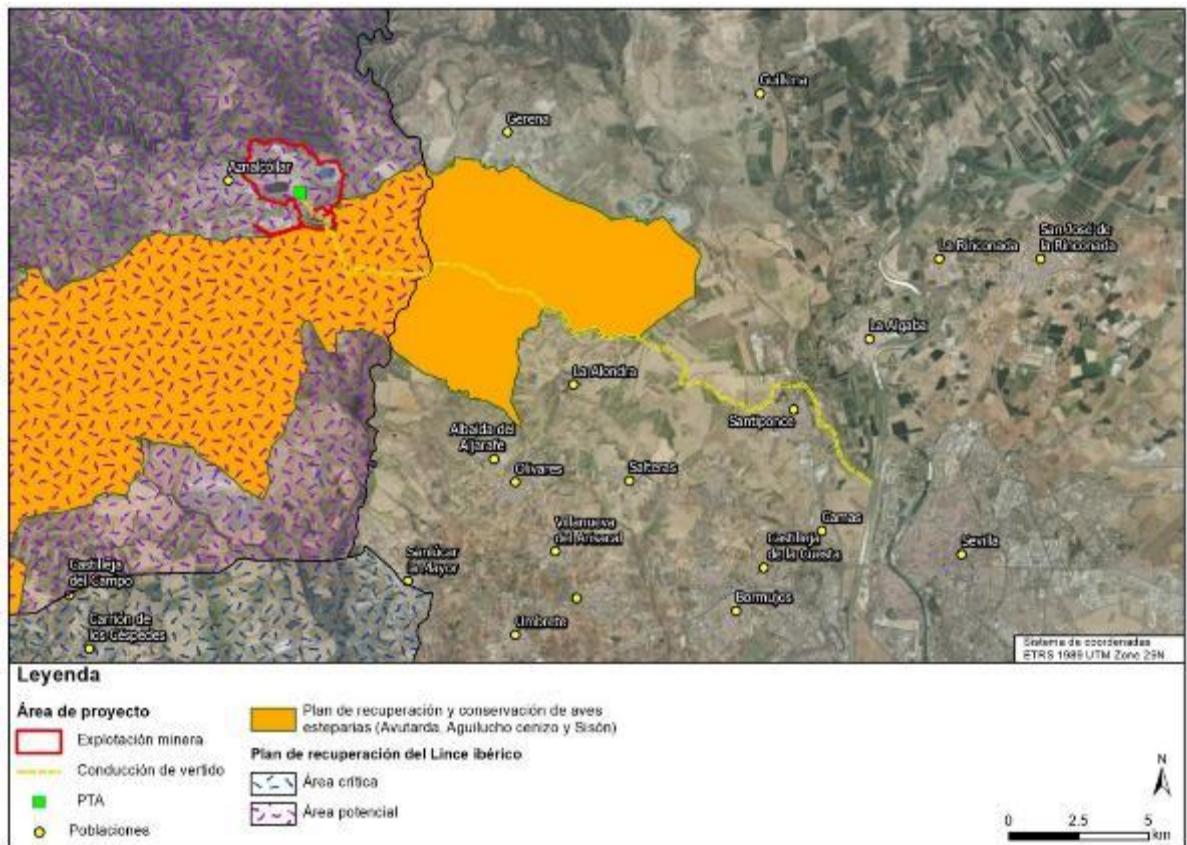 Guillena
Gerena
Aznalcóllar
La Rinconada
San José de
la Rinconada
La Algaba
La Alondra
Santiponce
Albaida del
Aljarafe
Olivares
Salteras
Villanueva
del Ariscal
Camas
Castilleja
de la Cuesta
Sevilla
Sanlúcar
la Mayor
Castilleja
del Campo
Bormujos
Umbrete
Carrión de
los Céspedes
Sistema de coordenadas
ETRS 1989 UTM Zone 29N
Leyenda
Área de proyecto
Explotación minera
Conducción de vertido
PTA
Poblaciones
Plan de recuperación y conservación de aves
esteparias (Avutarda, Aguilucho cenizo y Sisón)
Plan de recuperación del Lince ibérico
Área crítica
Área potencial
N
0 2.5 5
km